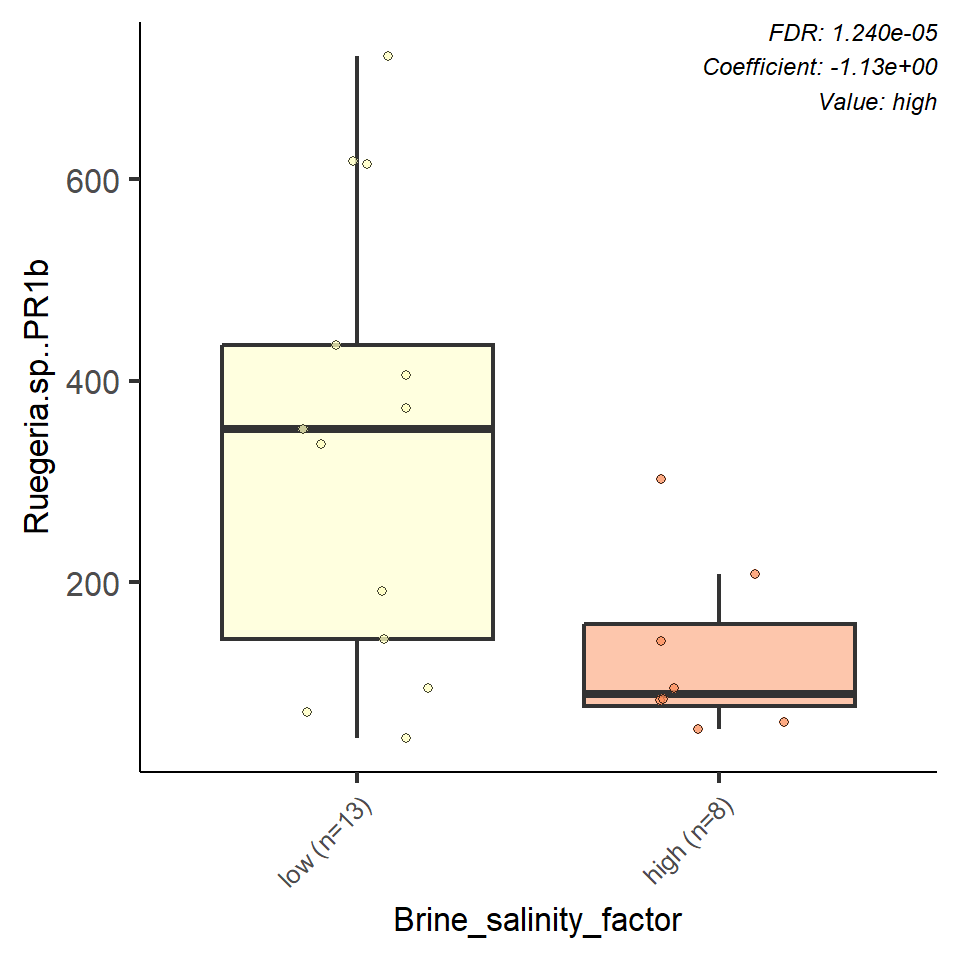 FDR: 1.240e-05
Coefficient: -1.13e+00
Value: high
Ruegeria.sp..PR1b
600
400
200
low (n=13)
high (n=8)
Brine_salinity_factor